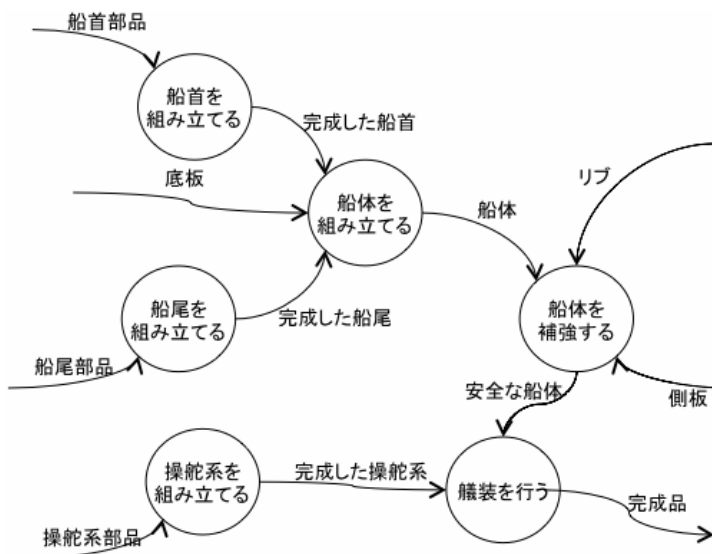 船首部品
船首を
組み立てる
完成した船首
底板
船体を
組み立てる
船体
リブ
船尾を
組み立てる
完成した船尾
船尾部品
船体を
補強する
安全な船体
側板
操舵系を
組み立てる
完成した操舵系
操舵系部品
艤装を行う
完成品